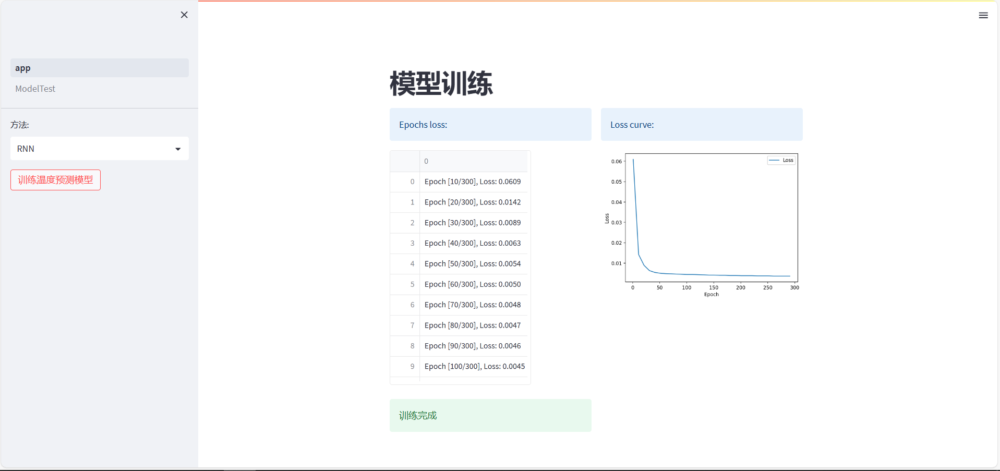 app
ModelTest
方法:
RNN
训练温度预测模型
模型训练
Epochs loss:
0
0 Epoch [10/300], Loss: 0.0609
1 Epoch [20/300], Loss: 0.0142
2 Epoch [30/300], Loss: 0.0089
3 Epoch [40/300], Loss: 0.0063
4 Epoch [50/300], Loss: 0.0054
5 Epoch [60/300], Loss: 0.0050
6 Epoch [70/300], Loss: 0.0048
7 Epoch [80/300], Loss: 0.0047
8 Epoch [90/300], Loss: 0.0046
9 Epoch [100/300], Loss: 0.0045
训练完成
Loss curve:
Loss
0.06
0.05
0.04
0.03
0.02
0.01
Loss
0 50 100 150 200 250 300
Epoch